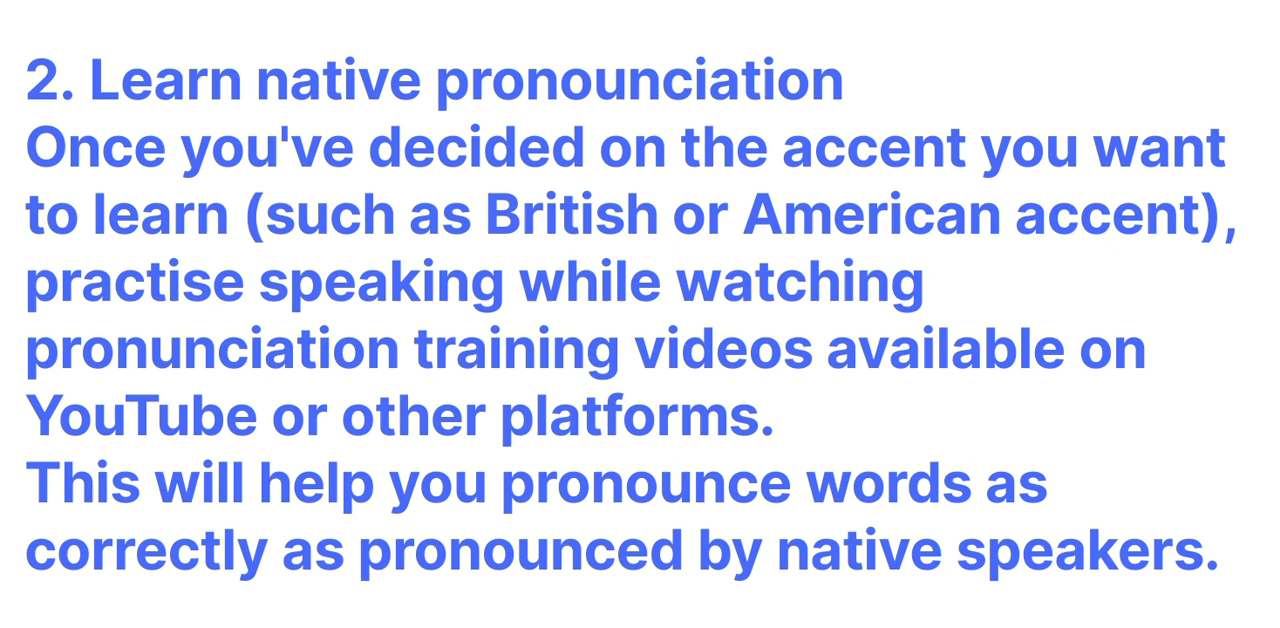 2. Learn native pronounciation
Once you've decided on the accent you want
to learn (such as British or American accent),
practise speaking while watching
pronunciation training videos available on
YouTube or other platforms.
This will help you pronounce words as
correctly as pronounced by native speakers.